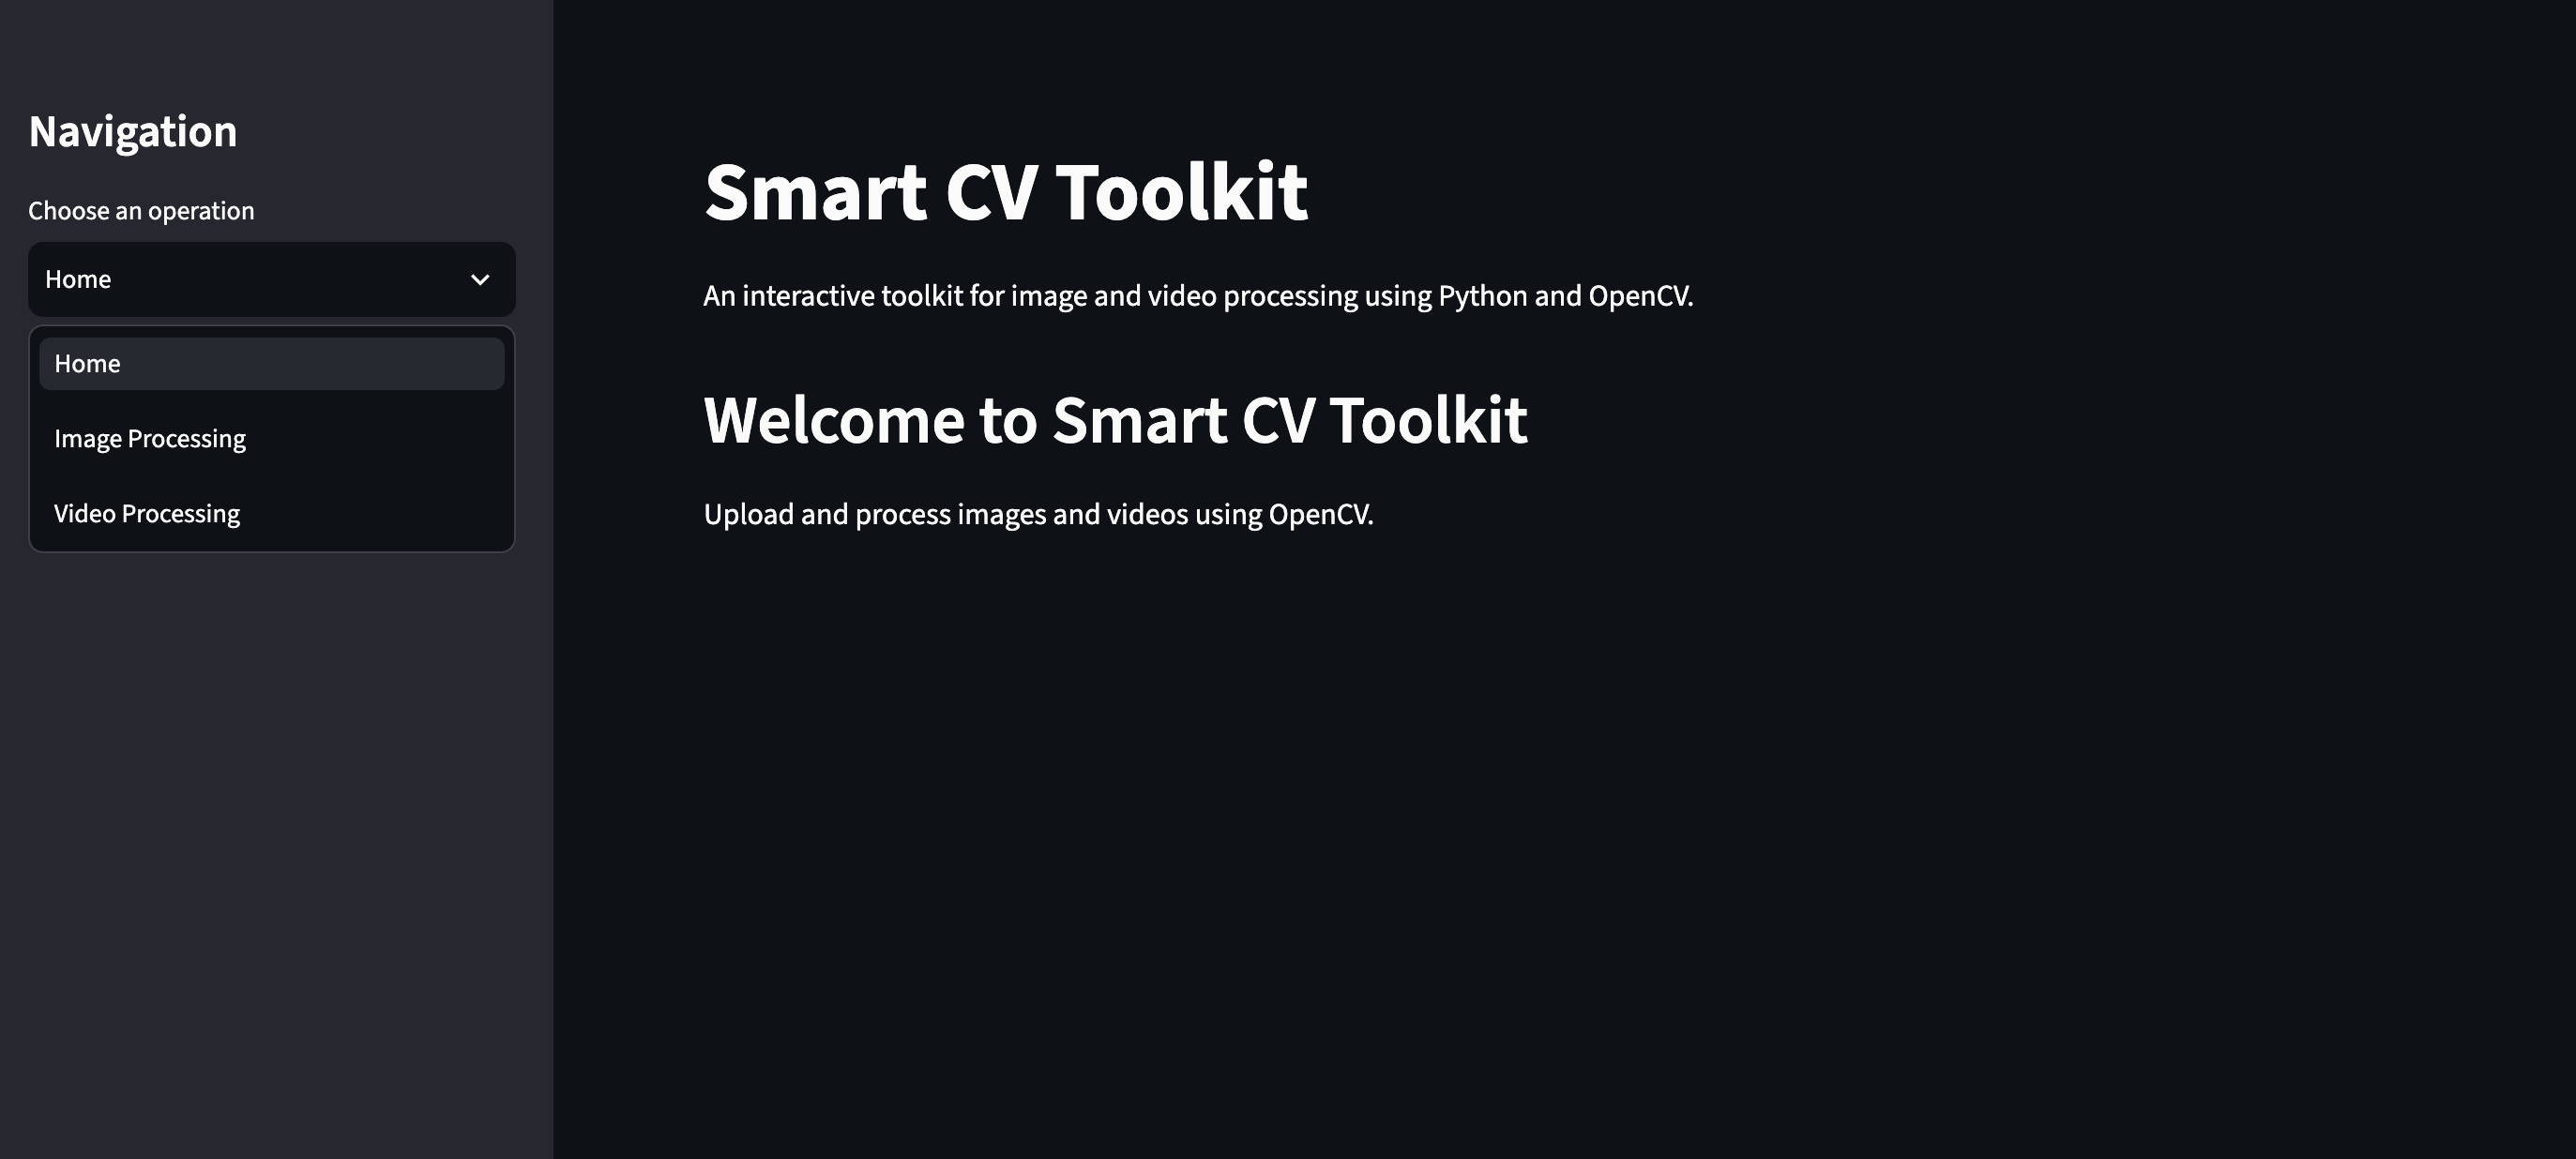 Navigation
Choose an operation
Home
Home
Image Processing
Video Processing
Smart CV Toolkit
An interactive toolkit for image and video processing using Python and OpenCV.
Welcome to Smart CV Toolkit
Upload and process images and videos using OpenCV.